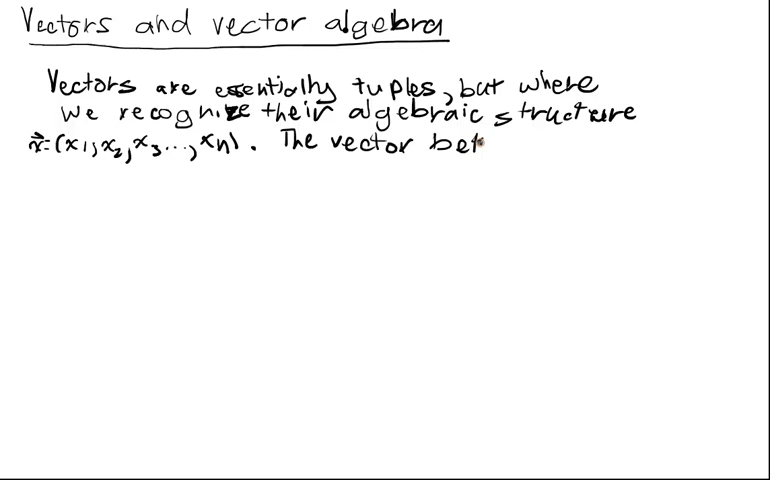 Vectors and vector algebra
Vectors are essentially tuples, but where
we recognize their algebraic structure
x⃗=(x1,x2,x3...,xn). The vector bet